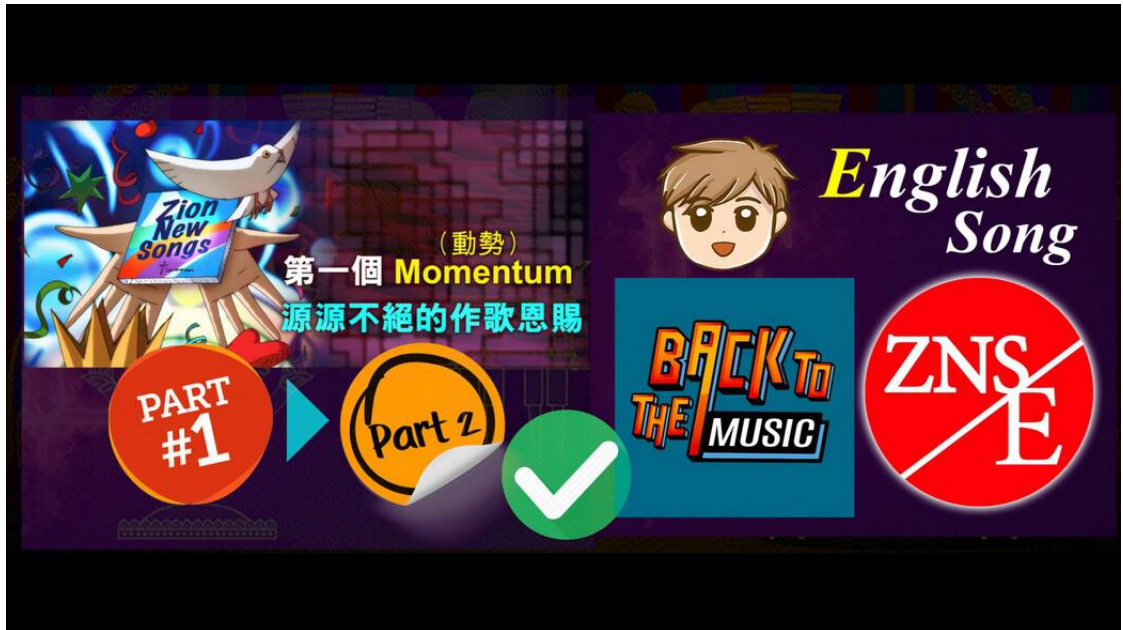 Zion
New
Songs
（動勢）
第一個 Momentum
源源不絕的作歌恩賜
PART
#1
Part 2
English
Song
BACK TO
THE MUSIC
ZNS/E